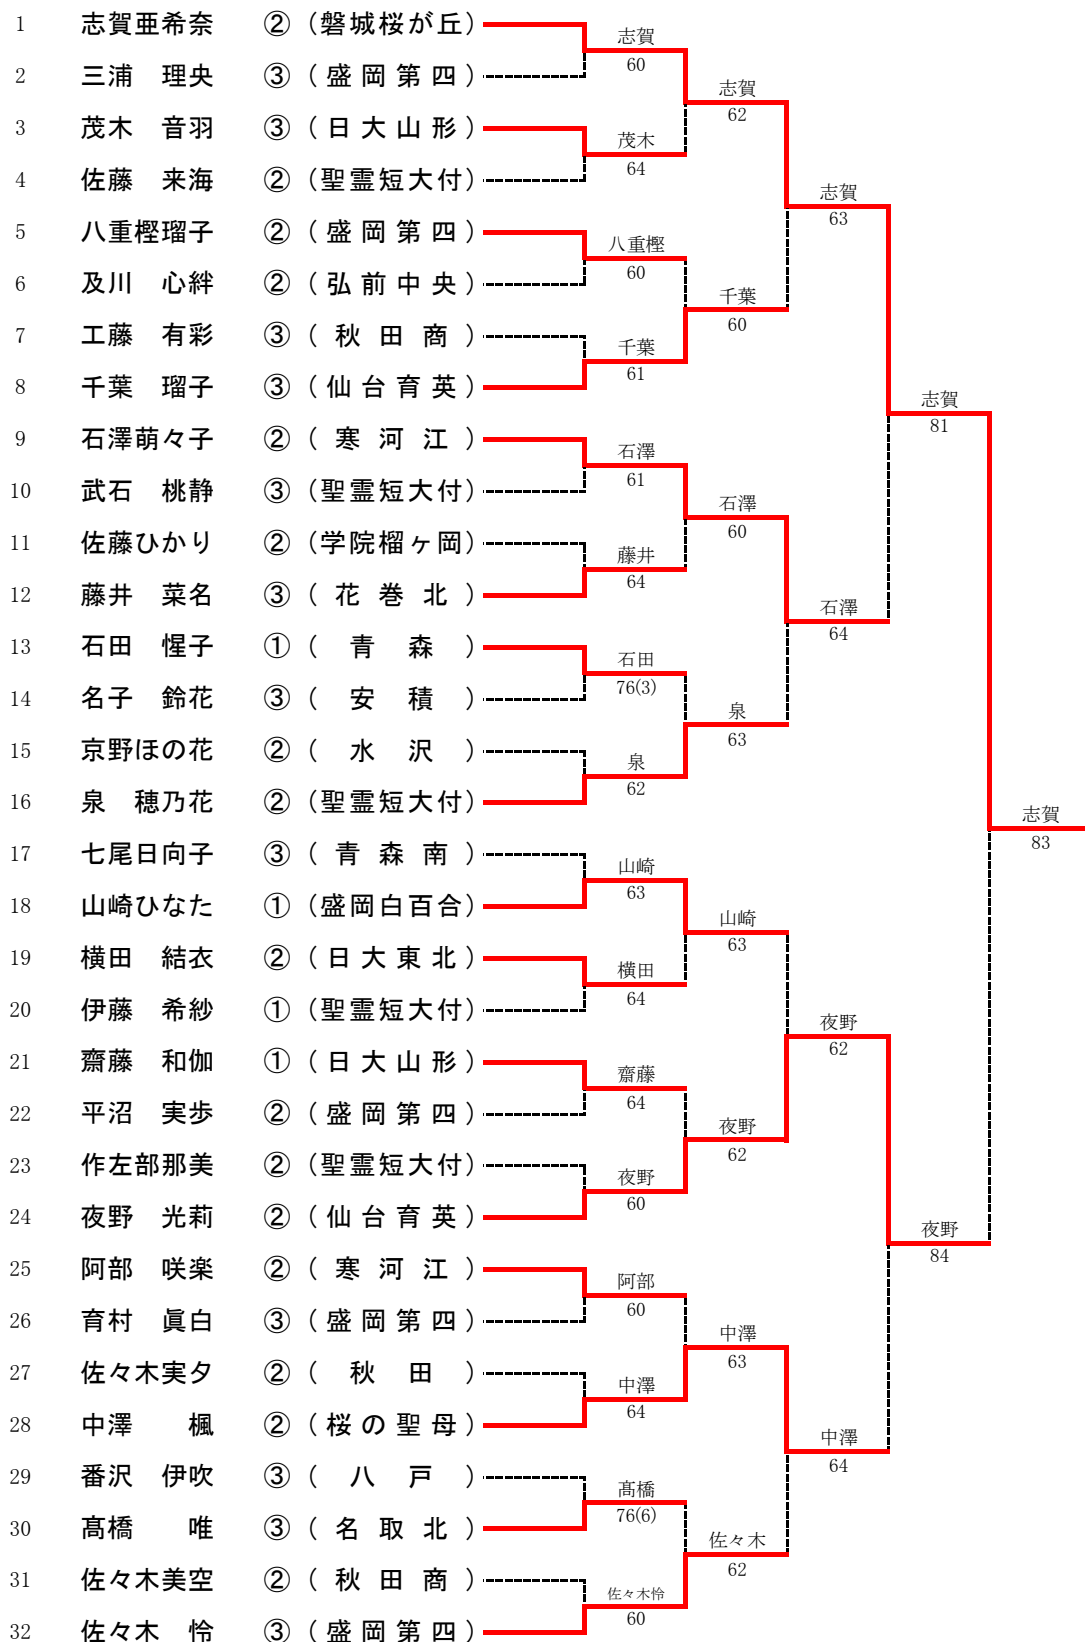 1 志賀亜希奈 ② （磐城桜が丘）
志賀
60
2 三浦 理央 ③ （盛岡第四）
志賀
62
3 茂木 音羽 ③ （日大山形）
茂木
64
4 佐藤 来海 ② （聖霊短大付）
志賀
63
5 八重樫瑠子 ② （盛岡第四）
八重樫
60
6 及川 心絆 ② （弘前中央）
千葉
60
7 工藤 有彩 ③ （秋田商）
千葉
61
8 千葉 瑠子 ③ （仙台育英）
志賀
81
9 石澤萌々子 ② （寒河江）
石澤
61
10 武石 桃静 ③ （聖霊短大付）
石澤
60
11 佐藤ひかり ② （学院榴ヶ岡）
藤井
64
12 藤井 菜名 ③ （花巻北）
石澤
64
13 石田 惺子 ① （青森）
石田
76(3)
14 名子 鈴花 ③ （安積）
泉
63
15 京野ほの花 ② （水沢）
泉
62
16 泉 穂乃花 ② （聖霊短大付）
志賀
83
17 七尾日向子 ③ （青森南）
山崎
63
18 山崎ひなた ① （盛岡白百合）
山崎
63
19 横田 結衣 ② （日大東北）
横田
64
20 伊藤 希紗 ① （聖霊短大付）
夜野
62
21 齋藤 和伽 ① （日大山形）
齋藤
64
22 平沼 実歩 ② （盛岡第四）
夜野
62
23 作左部那美 ② （聖霊短大付）
夜野
60
24 夜野 光莉 ② （仙台育英）
夜野
84
25 阿部 咲楽 ② （寒河江）
阿部
60
26 育村 眞白 ③ （盛岡第四）
中澤
63
27 佐々木実夕 ② （秋田）
中澤
64
28 中澤 楓 ② （桜の聖母）
中澤
64
29 番沢 伊吹 ③ （八戸）
髙橋
76(6)
30 髙橋 唯 ③ （名取北）
佐々木
62
31 佐々木美空 ② （秋田商）
佐々木怜
60
32 佐々木 怜 ③ （盛岡第四）